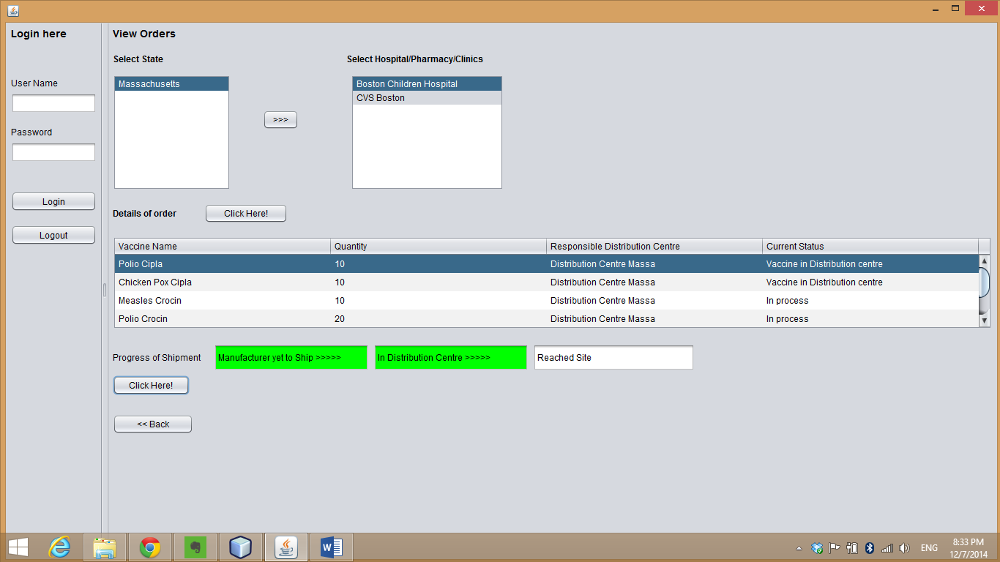 Login here
View Orders
Select State
Select Hospital/Pharmacy/Clinics
User Name
Massachusetts
Boston Children Hospital
CVS Boston
>>>
Password
Login
Logout
Details of order
Click Here!
Vaccine Name Quantity Responsible Distribution Centre Current Status
Polio Cipla 10 Distribution Centre Massa Vaccine in Distribution centre
Chicken Pox Cipla 10 Distribution Centre Massa Vaccine in Distribution centre
Measles Crocin 10 Distribution Centre Massa In process
Polio Crocin 20 Distribution Centre Massa In process
Progress of Shipment
Manufacturer yet to Ship >>>>>
In Distribution Centre >>>>>
Reached Site
Click Here!
<< Back
ENG
8:33 PM
12/7/2014